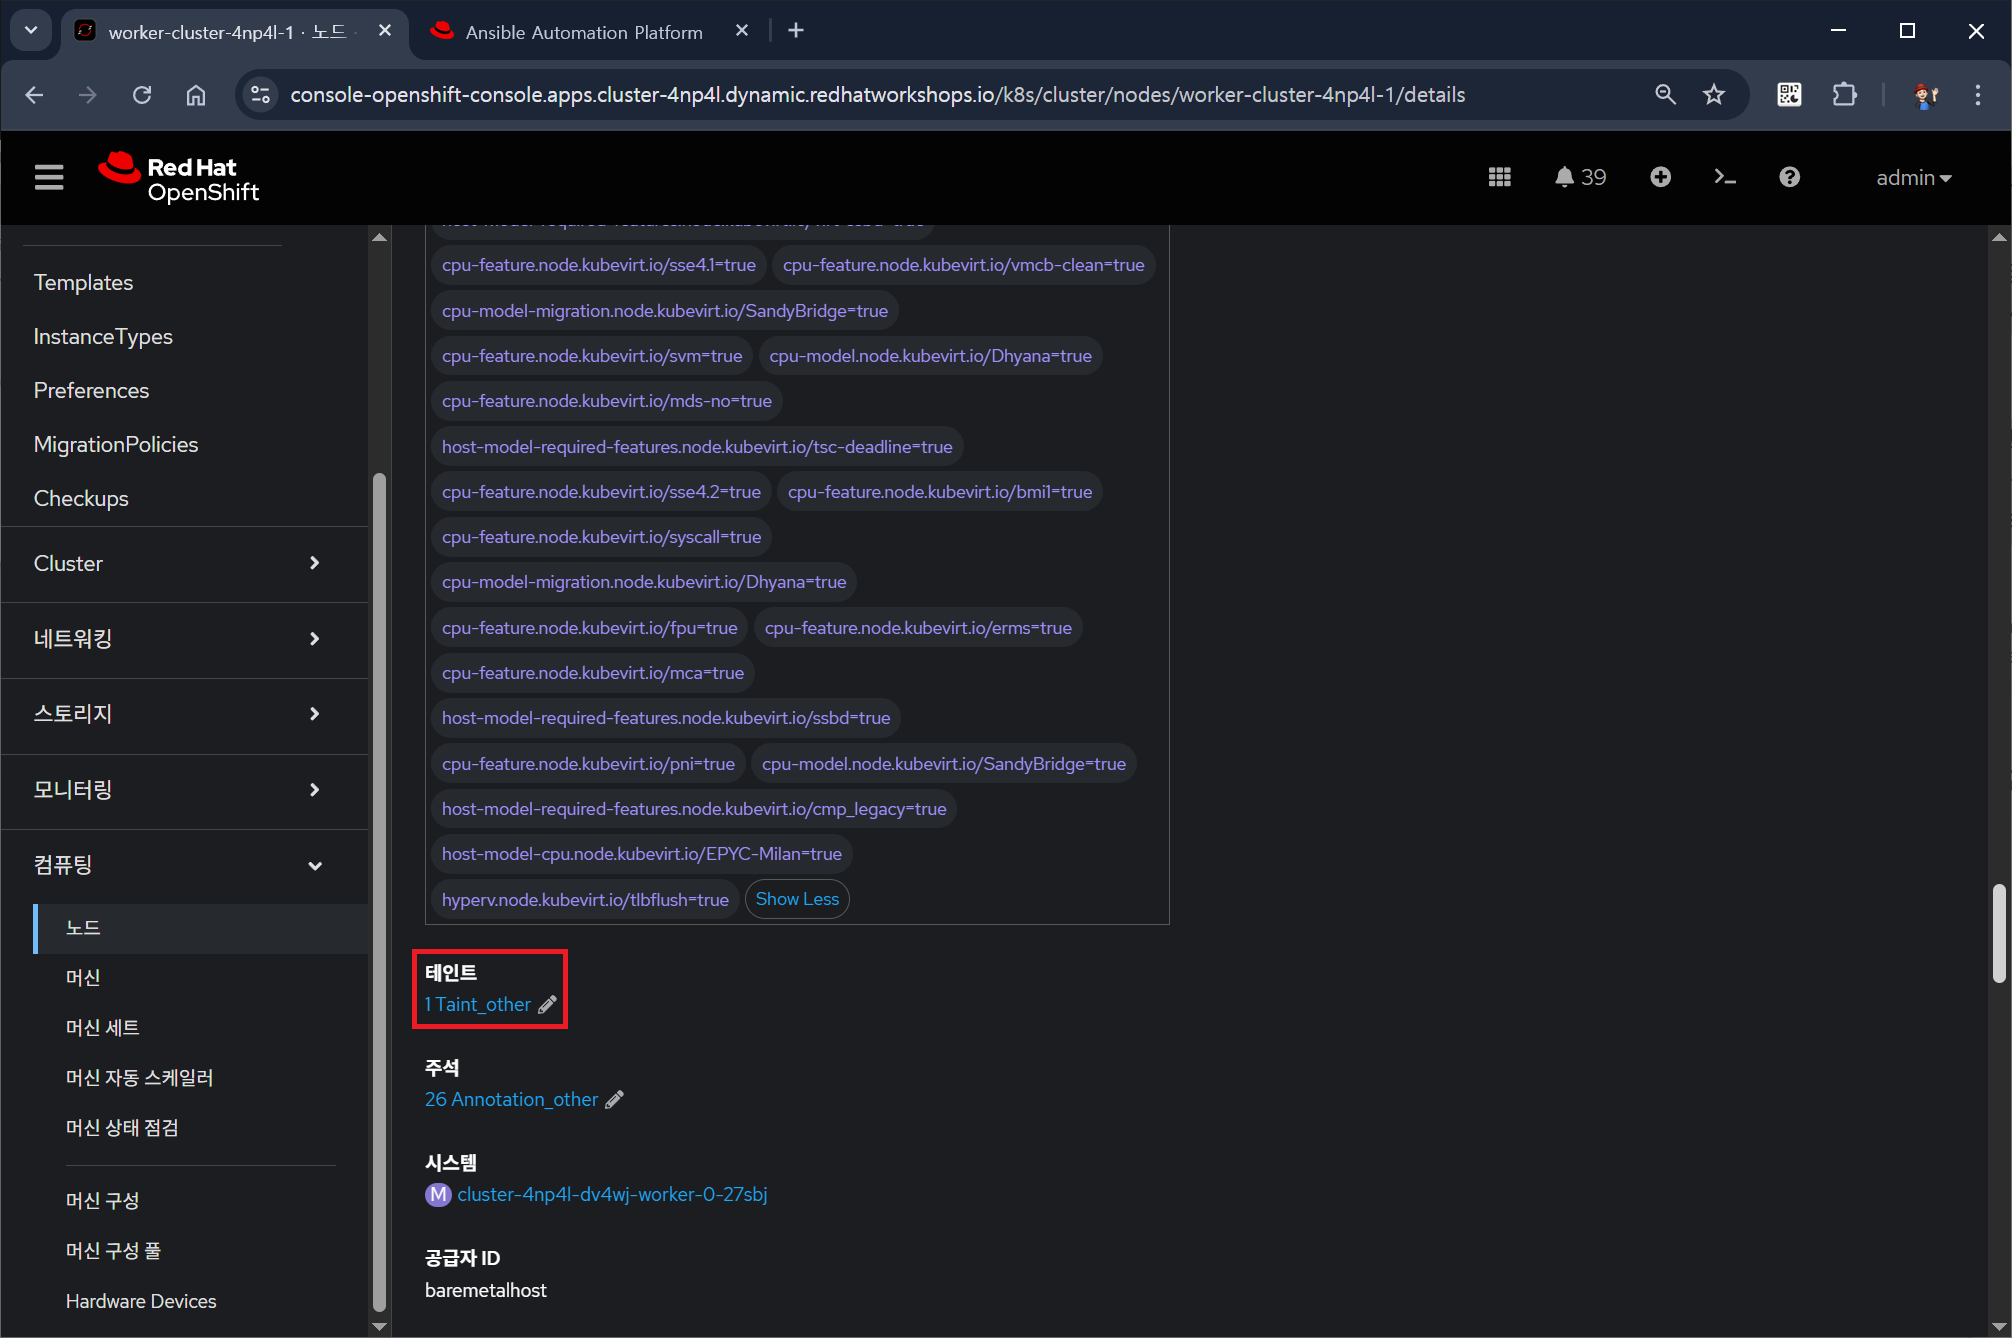 worker-cluster-4np4l-1 · 노드
Ansible Automation Platform
console-openshift-console.apps.cluster-4np4l.dynamic.redhatworkshops.io/k8s/cluster/nodes/worker-cluster-4np4l-1/details
Red Hat
OpenShift
39
admin
Templates
InstanceTypes
Preferences
MigrationPolicies
Checkups
Cluster
네트워킹
스토리지
모니터링
컴퓨팅
노드
머신
머신 세트
머신 자동 스케일러
머신 상태 점검
머신 구성
머신 구성 풀
Hardware Devices
cpu-feature.node.kubevirt.io/sse4.1=true cpu-feature.node.kubevirt.io/vmcb-clean=true
cpu-model-migration.node.kubevirt.io/SandyBridge=true
cpu-feature.node.kubevirt.io/svm=true cpu-model.node.kubevirt.io/Dhyana=true
cpu-feature.node.kubevirt.io/mds-no=true
host-model-required-features.node.kubevirt.io/tsc-deadline=true
cpu-feature.node.kubevirt.io/sse4.2=true cpu-feature.node.kubevirt.io/bmi1=true
cpu-feature.node.kubevirt.io/syscall=true
cpu-model-migration.node.kubevirt.io/Dhyana=true
cpu-feature.node.kubevirt.io/fpu=true cpu-feature.node.kubevirt.io/erms=true
cpu-feature.node.kubevirt.io/mca=true
host-model-required-features.node.kubevirt.io/ssbd=true
cpu-feature.node.kubevirt.io/pni=true cpu-model.node.kubevirt.io/SandyBridge=true
host-model-required-features.node.kubevirt.io/cmp_legacy=true
host-model-cpu.node.kubevirt.io/EPYC-Milan=true
hyperv.node.kubevirt.io/tlbflush=true Show Less
테인트
1 Taint_other
주석
26 Annotation_other
시스템
M cluster-4np4l-dv4wj-worker-0-27sbj
공급자 ID
baremetalhost